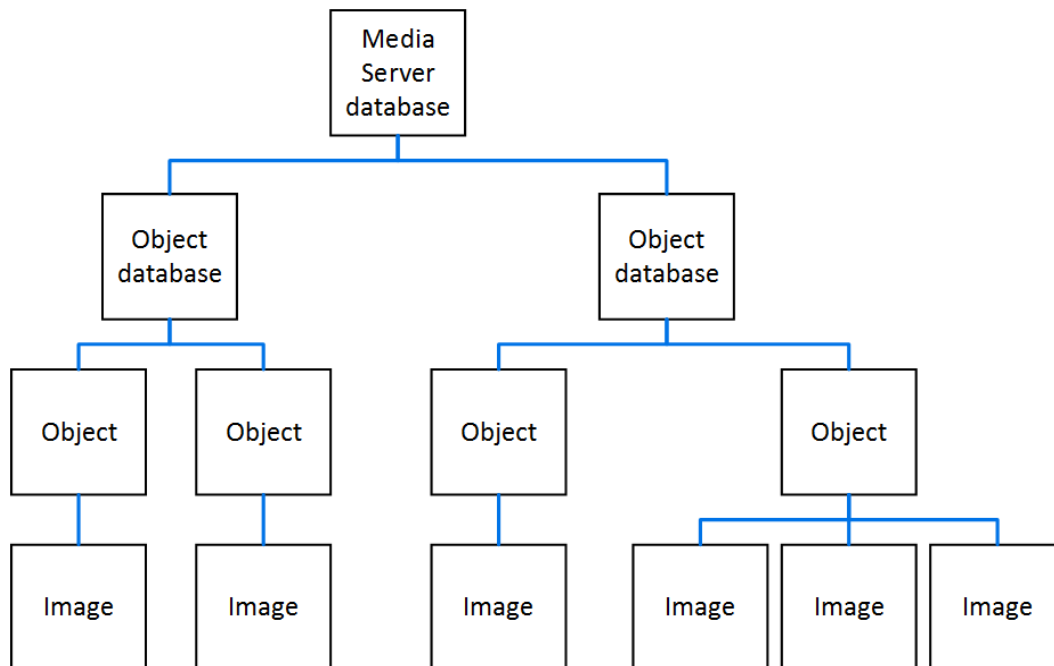 Media
Server
database
Object
database
Object
database
Object
Object
Object
Object
Image
Image
Image
Image
Image
Image